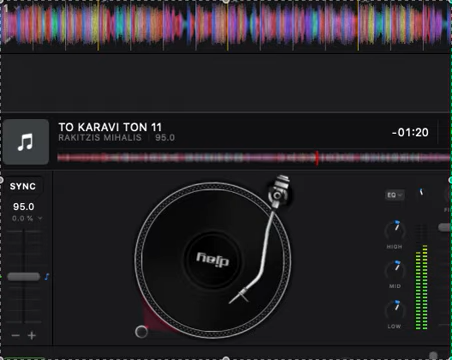 TO KARAVI TON 11
RAKITZIS MIHALIS 95.0
-01:20
SYNC
95.0
0.0 %
help
EQ
HIGH
MID
LOW